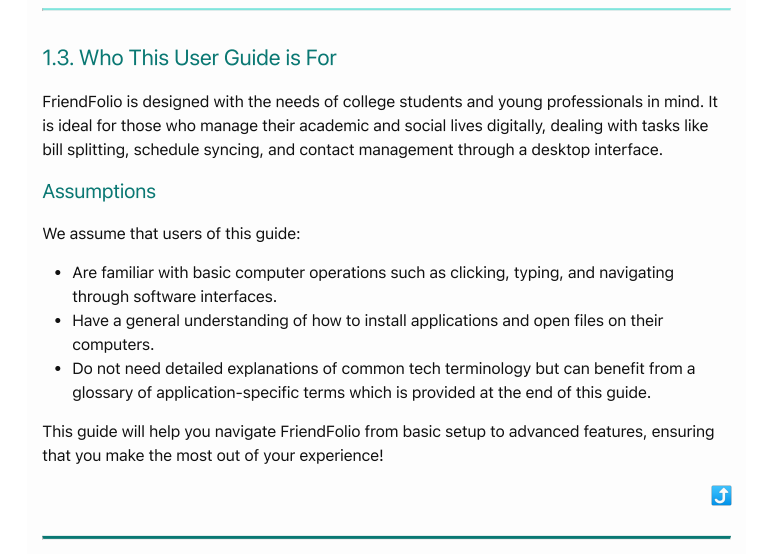 1.3. Who This User Guide is For
FriendFolio is designed with the needs of college students and young professionals in mind. It
is ideal for those who manage their academic and social lives digitally, dealing with tasks like
bill splitting, schedule syncing, and contact management through a desktop interface.
Assumptions
We assume that users of this guide:
• Are familiar with basic computer operations such as clicking, typing, and navigating
through software interfaces.
• Have a general understanding of how to install applications and open files on their
computers.
• Do not need detailed explanations of common tech terminology but can benefit from a
glossary of application-specific terms which is provided at the end of this guide.
This guide will help you navigate FriendFolio from basic setup to advanced features, ensuring
that you make the most out of your experience!